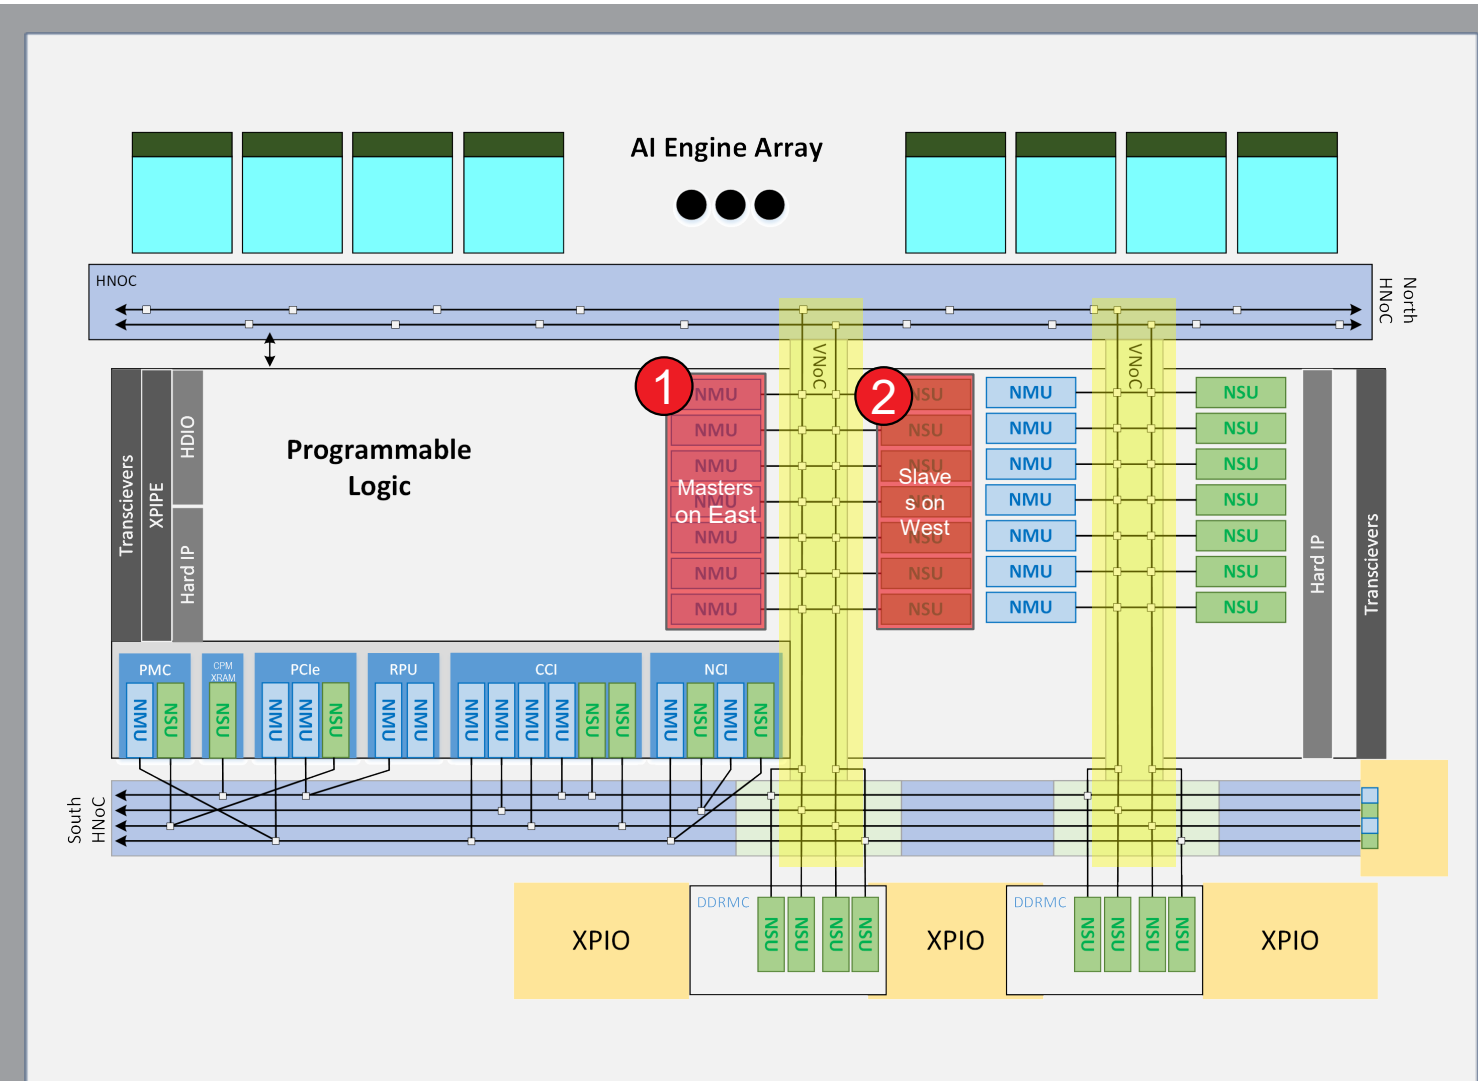 AI Engine Array
HNOC
North
HNoC
VNoC
VNoC
1
2
Transcievers
XPIPE
HDIO
Hard IP
Programmable
Logic
NMU
NSU
NMU
NSU
NMU
NSU
NMU
NSU
NMU
NSU
NMU
NSU
NMU
NSU
NMU
NSU
NMU
NSU
NMU
NSU
NMU
NSU
NMU
NSU
NMU
NSU
NMU
NSU
Masters
on East
Slave
s on
West
Hard IP
Transcievers
PMC
CPM
XRAM
PCIe
RPU
CCI
NCI
NMU
NSU
NSU
NMU
NMU
NSU
NMU
NMU
NMU
NMU
NMU
NMU
NSU
NSU
NMU
NSU
NMU
NSU
South
HNoC
XPIO
DDRMC
NSU
NSU
NSU
NSU
XPIO
DDRMC
NSU
NSU
NSU
NSU
XPIO